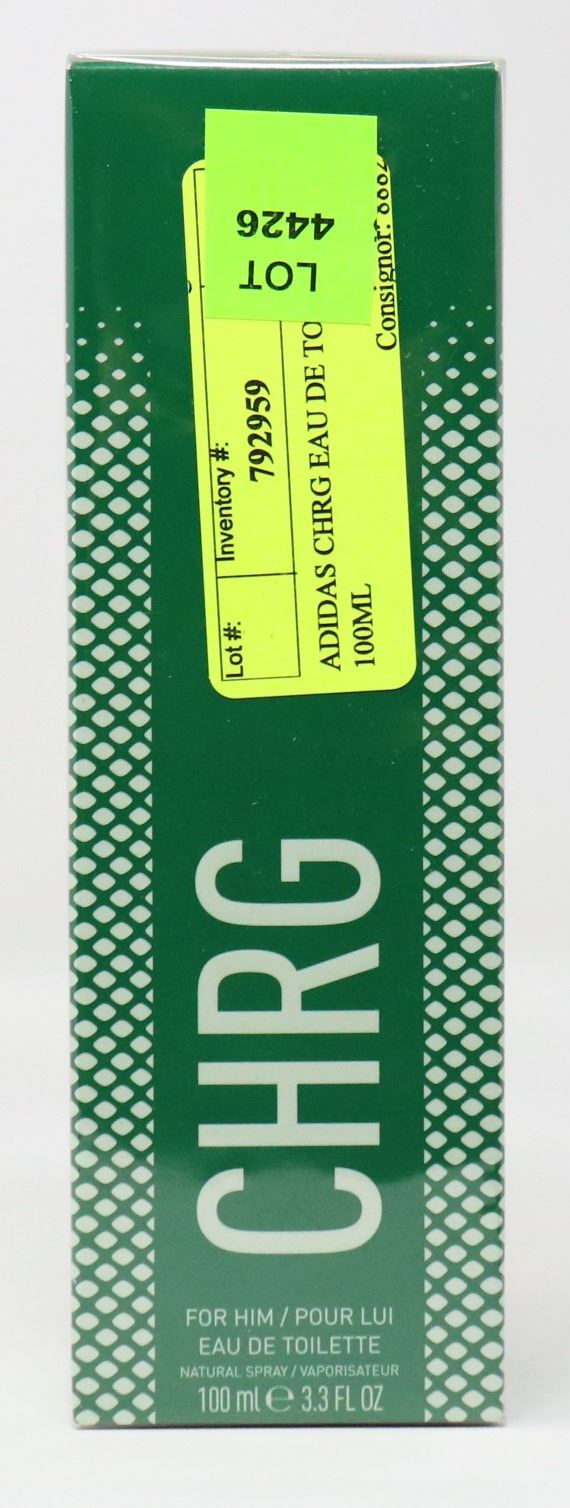 LOT
4426
Lot #:
Inventory #:
792959
ADIDAS CHRG EAU DE TO
100ML
Consignor:
CHRG
FOR HIM / POUR LUI
EAU DE TOILETTE
NATURAL SPRAY / VAPORISATEUR
100 ml ℮ 3.3 FL OZ